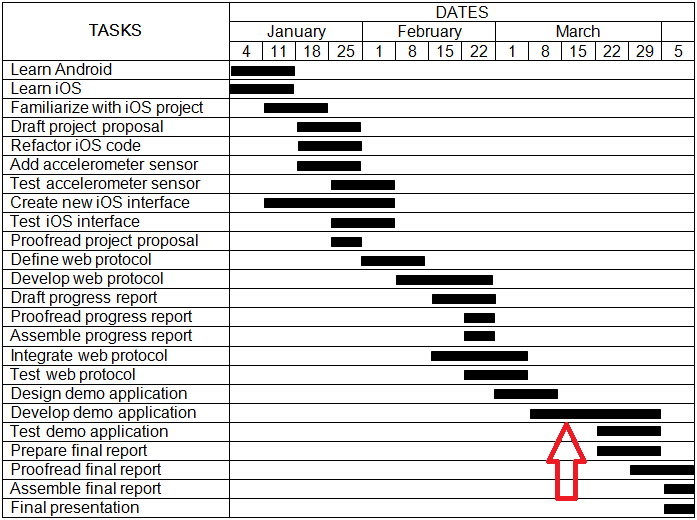 TASKS
DATES
January February March
4 11 18 25 1 8 15 22 1 8 15 22 29 5
Learn Android
Learn iOS
Familiarize with iOS project
Draft project proposal
Refactor iOS code
Add accelerometer sensor
Test accelerometer sensor
Create new iOS interface
Test iOS interface
Proofread project proposal
Define web protocol
Develop web protocol
Draft progress report
Proofread progress report
Assemble progress report
Integrate web protocol
Test web protocol
Design demo application
Develop demo application
Test demo application
Prepare final report
Proofread final report
Assemble final report
Final presentation